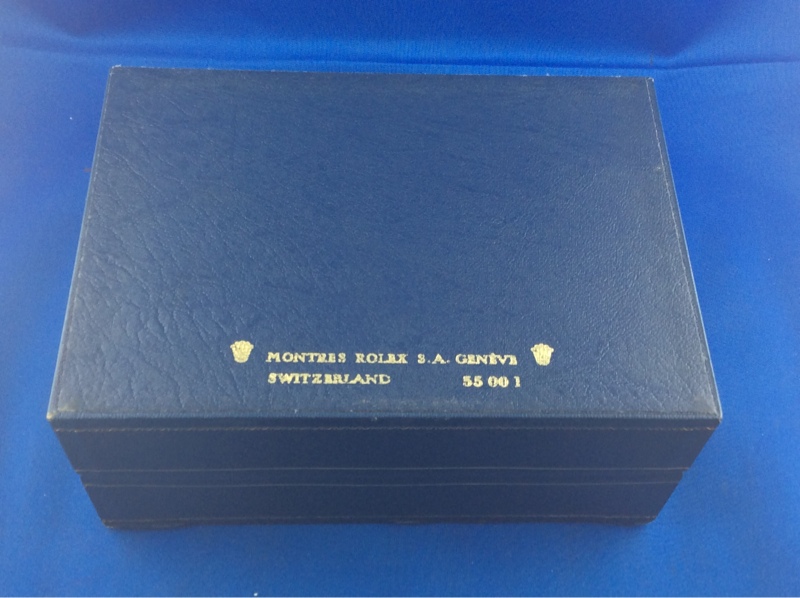 MONTRES ROLEX S.A. GENÈVE
SWITZERLAND 55 00 1